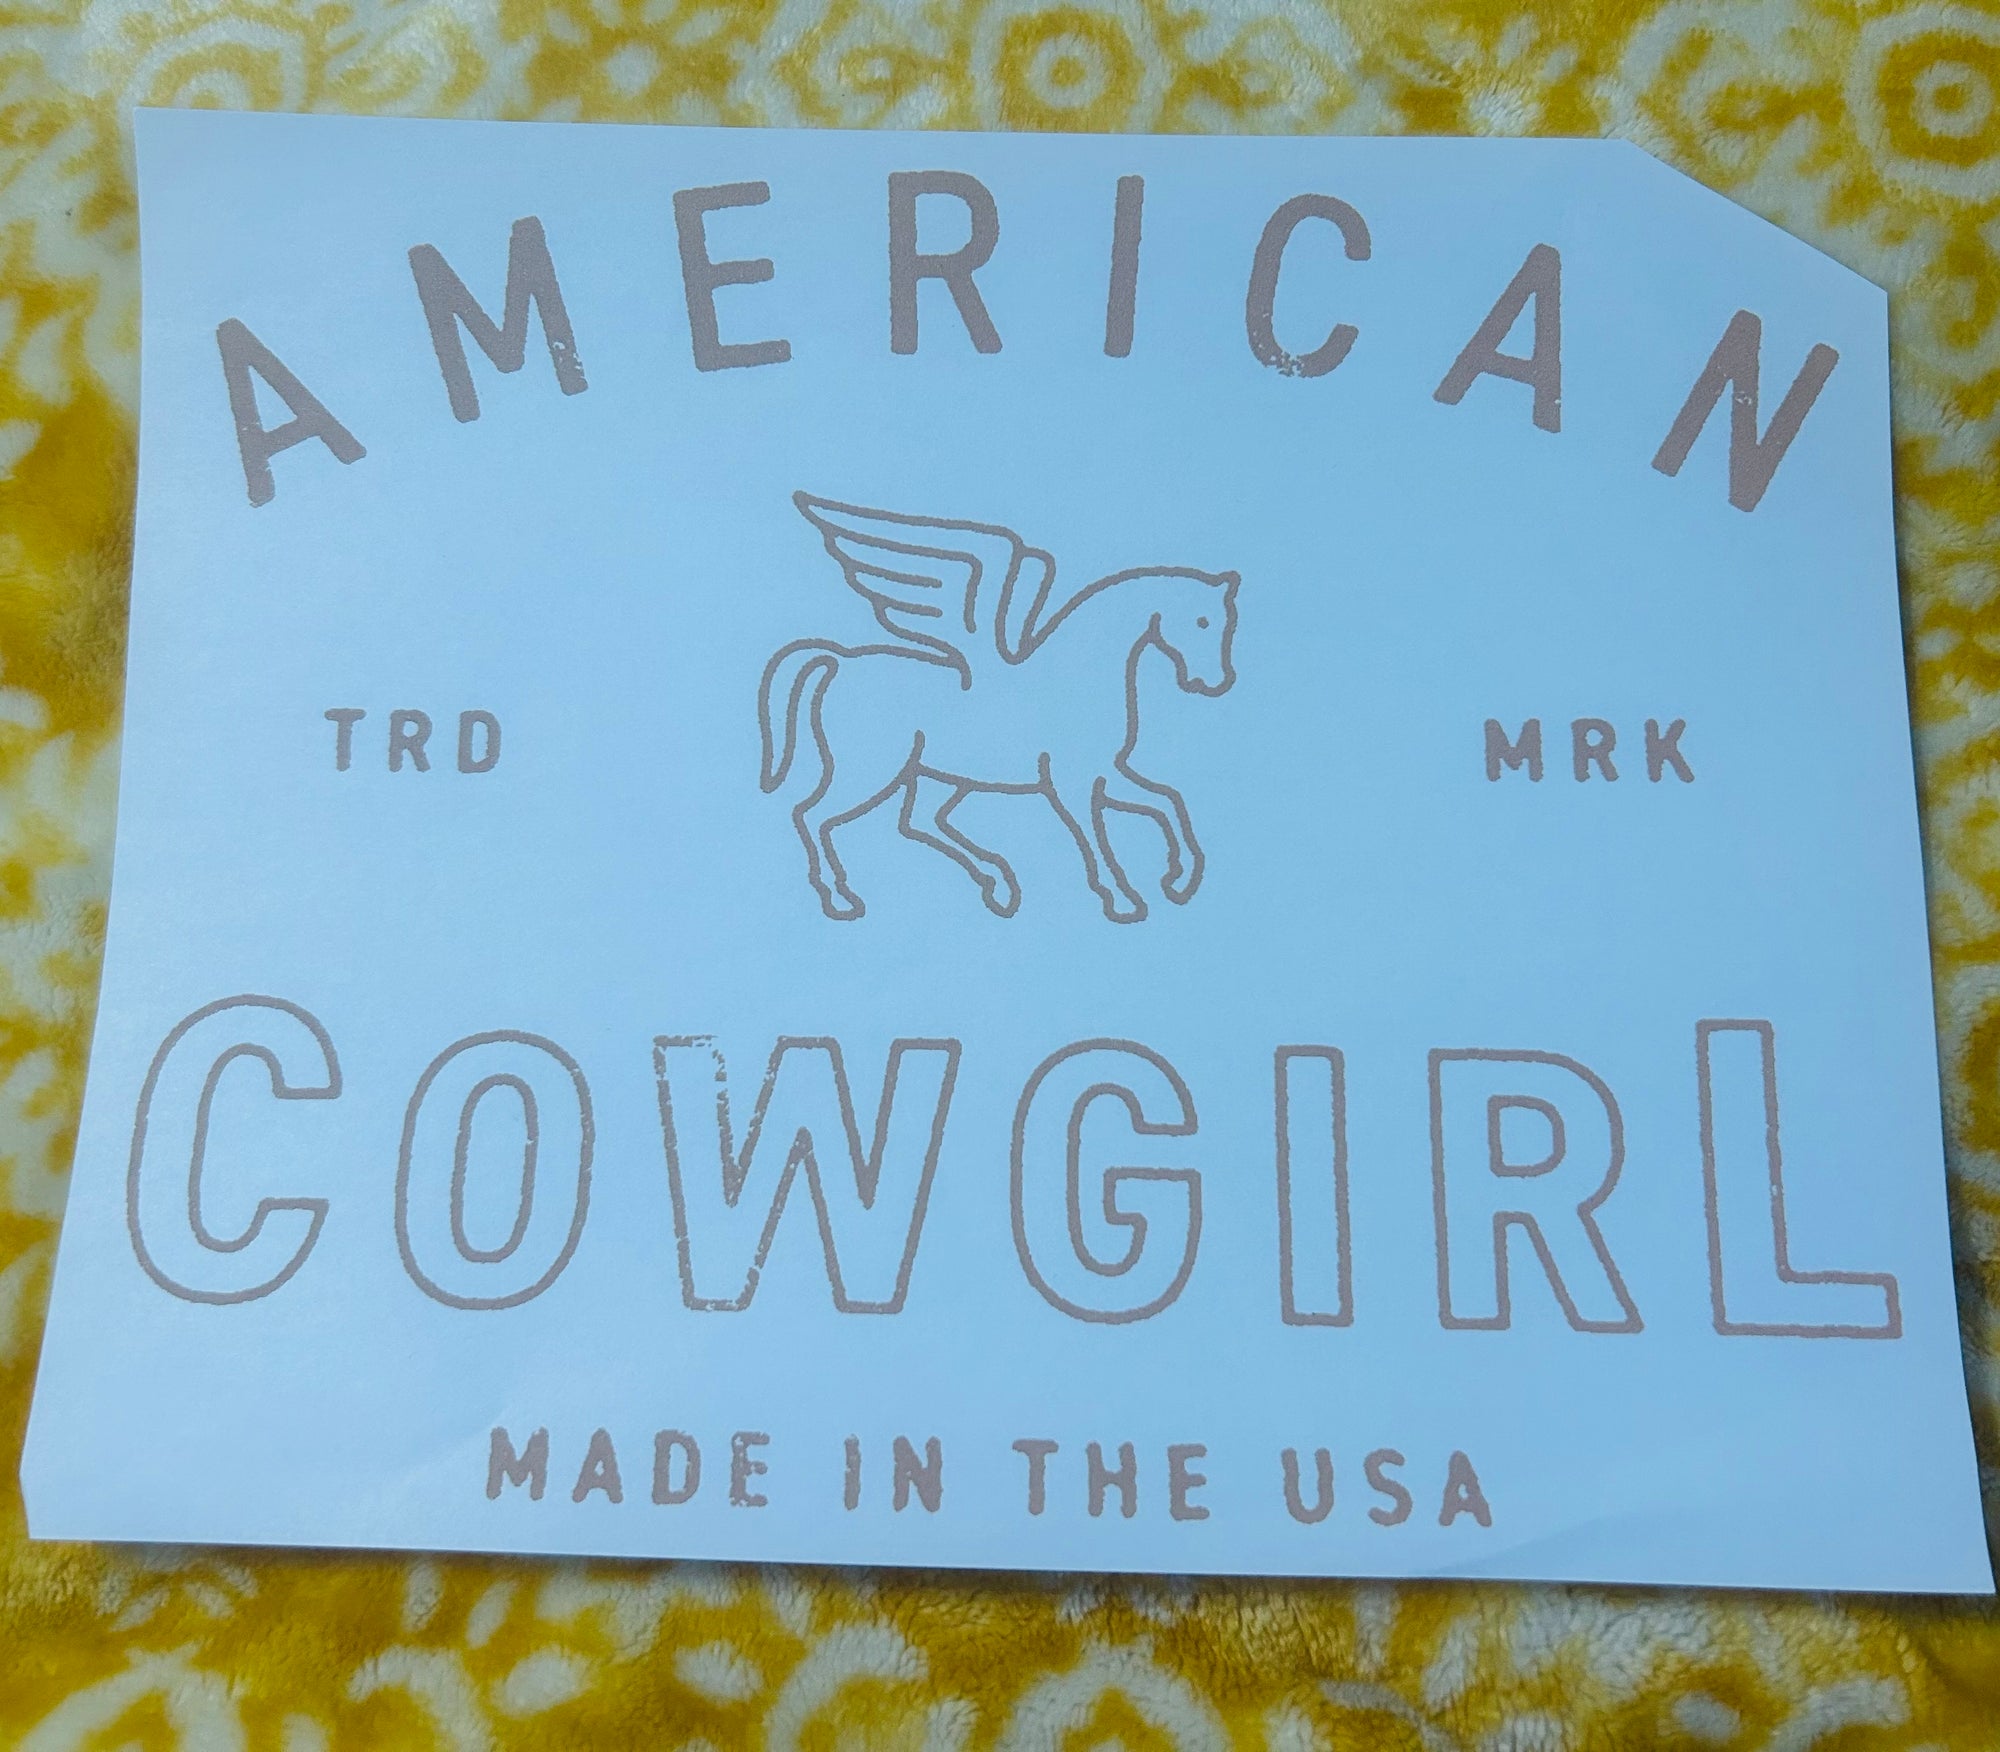 AMERICAN
TRD MRK
COWGIRL
MADE IN THE USA